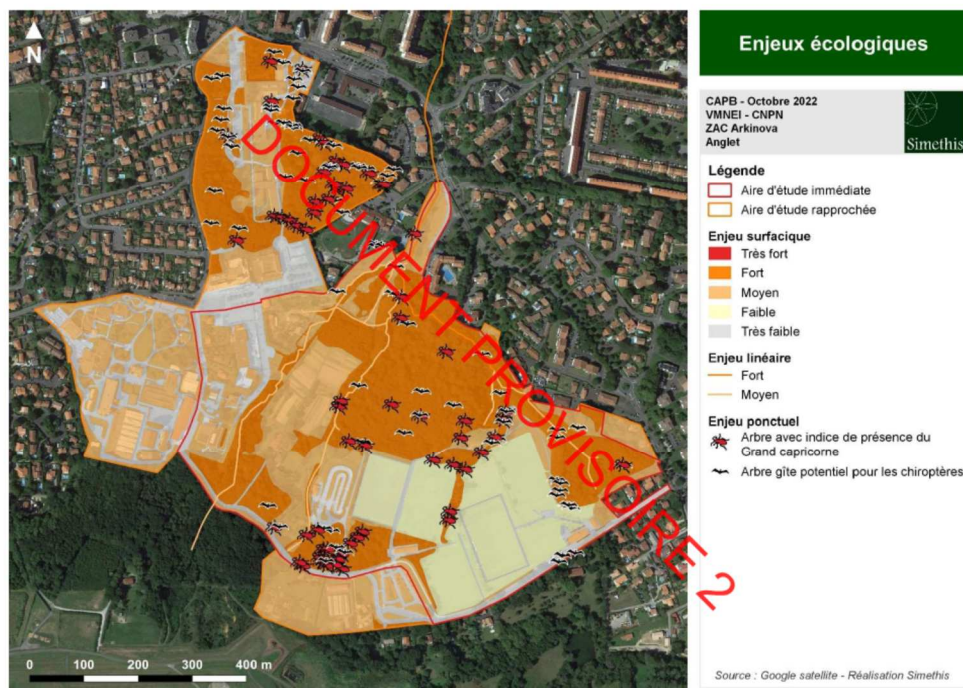 N
DOCUMENT PROVISOIRE 2
0 100 200 300 400 m
Enjeux écologiques
CAPB - Octobre 2022
VMNEI - CNPN
ZAC Arkinova
Anglet
Simethis
Légende
Aire d'étude immédiate
Aire d'étude rapprochée
Enjeu surfacique
Très fort
Fort
Moyen
Faible
Très faible
Enjeu linéaire
Fort
Moyen
Enjeu ponctuel
Arbre avec indice de présence du
Grand capricorne
Arbre gîte potentiel pour les chiroptères
Source : Google satellite - Réalisation Simethis